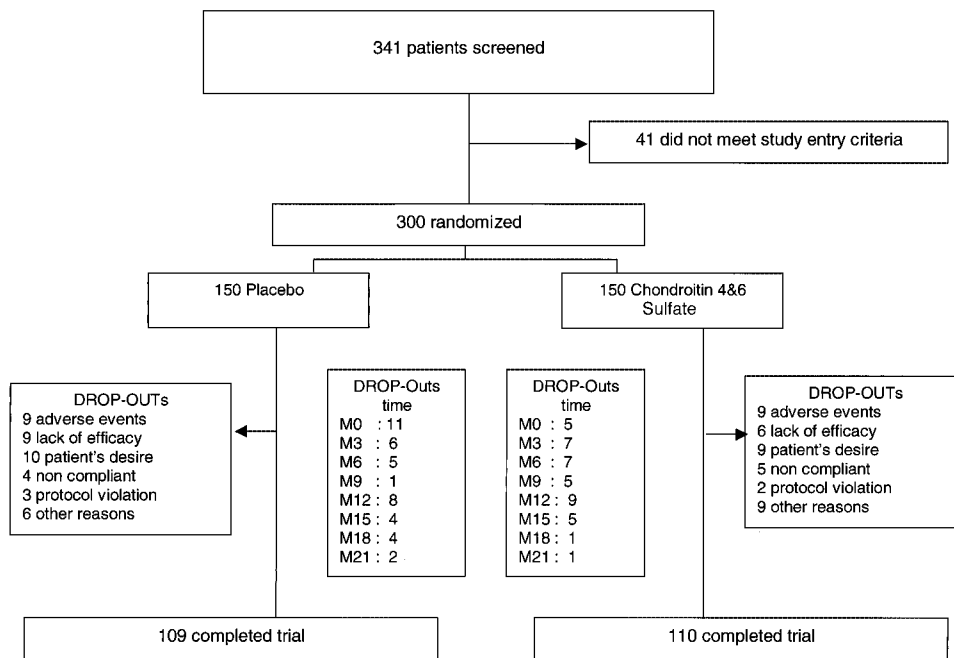 341 patients screened
41 did not meet study entry criteria
300 randomized
150 Placebo
150 Chondroitin 4&6
Sulfate
DROP-OUTs
9 adverse events
9 lack of efficacy
10 patient's desire
4 non compliant
3 protocol violation
6 other reasons
DROP-Outs
time
M0 : 11
M3 : 6
M6 : 5
M9 : 1
M12 : 8
M15 : 4
M18 : 4
M21 : 2
DROP-Outs
time
M0 : 5
M3 : 7
M6 : 7
M9 : 5
M12 : 9
M15 : 5
M18 : 1
M21 : 1
DROP-OUTs
9 adverse events
6 lack of efficacy
9 patient's desire
5 non compliant
2 protocol violation
9 other reasons
109 completed trial
110 completed trial